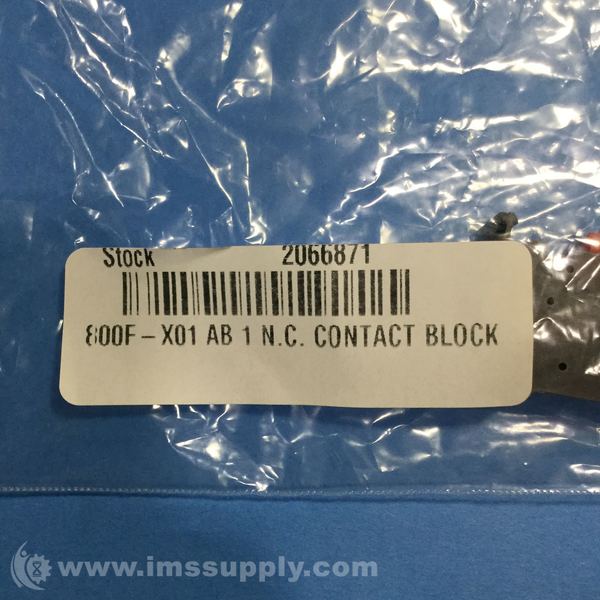 Stock 2066871
800F-X01 AB 1 N.C. CONTACT BLOCK
www.imssupply.com